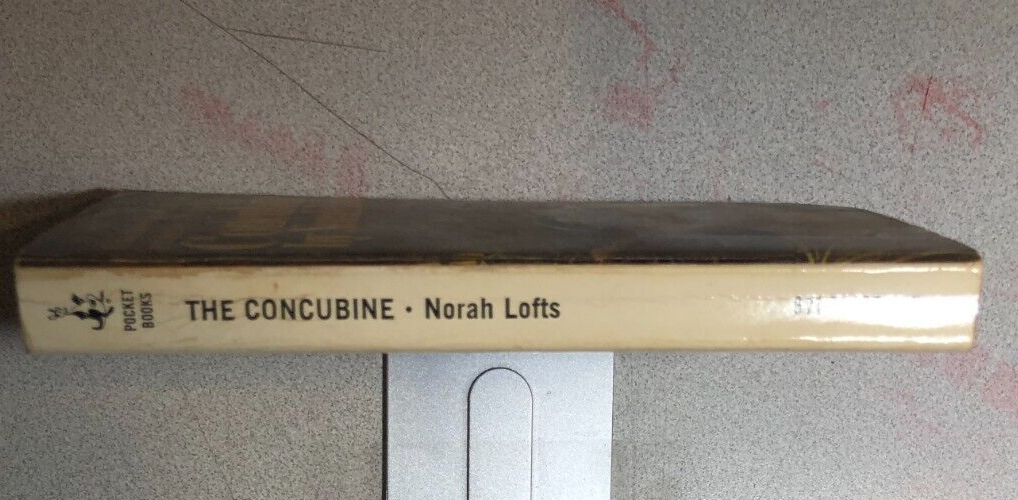 POCKET
BOOKS
THE CONCUBINE • Norah Lofts